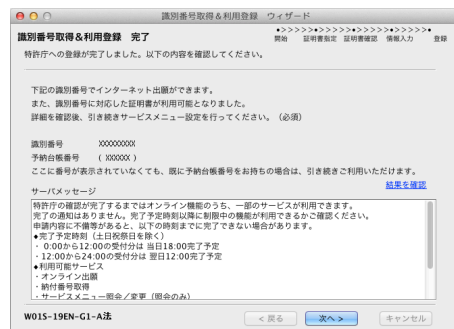 識別番号取得&利用登録 ウィザード
識別番号取得&利用登録 完了
•>>>>>•>>>>>•>>>>>•>>>>>•
開始 証明書指定 証明書確認 情報入力 登録
特許庁への登録が完了しました。以下の内容を確認してください。
下記の識別番号でインターネット出願ができます。
また、識別番号に対応した証明書が利用可能となりました。
詳細を確認後、引き続きサービスメニュー設定を行ってください。（必須）
識別番号 XXXXXXXXX
予納台帳番号 ( XXXXXX )
ここに番号が表示されていなくても、既に予納台帳番号をお持ちの場合は、引き続きご利用いただけます。
サーバメッセージ 結果を確認
特許庁の確認が完了するまではオンライン機能のうち、一部のサービスが利用できます。
完了の通知はありません。完了予定時刻以降に制限中の機能が利用できるかご確認ください。
申請内容に不備等があると、以下の時刻までに完了できない場合があります。
◆完了予定時刻（土日祝祭日を除く）
・ 0:00から12:00の受付分は 当日18:00完了予定
・12:00から24:00の受付分は 翌日12:00完了予定
◆利用可能サービス
・オンライン出願
・納付番号取得
・サービスメニュー照会／変更（照会のみ）
W01S-19EN-G1-A法
< 戻る 次へ > キャンセル